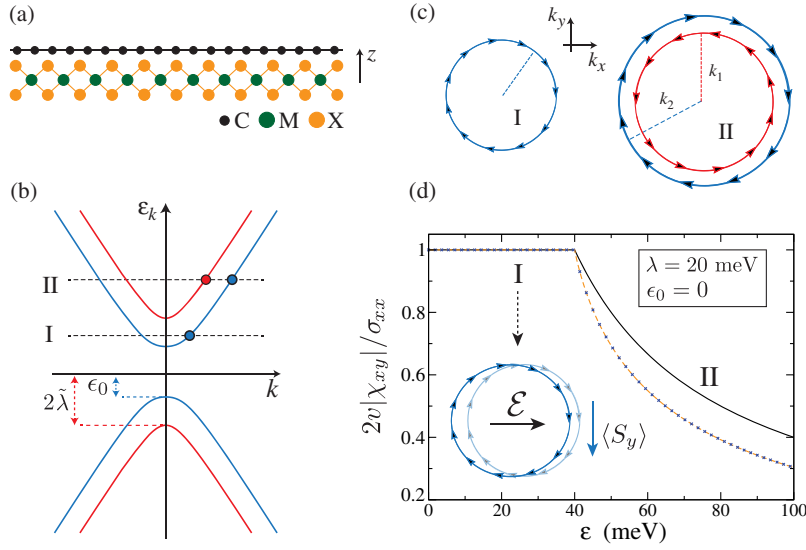 (a)
z
C M X
(b)
ε_k
II
I
ϵ_0
2λ̃
k
(c)
k_y
k_x
I
k_1
k_2
II
(d)
2v|χ_xy|/σ_xx
1
0.8
0.6
0.4
0.2
λ = 20 meV
ϵ_0 = 0
I
II
ℰ
⟨S_y⟩
0 20 40 60 80 100
ε (meV)